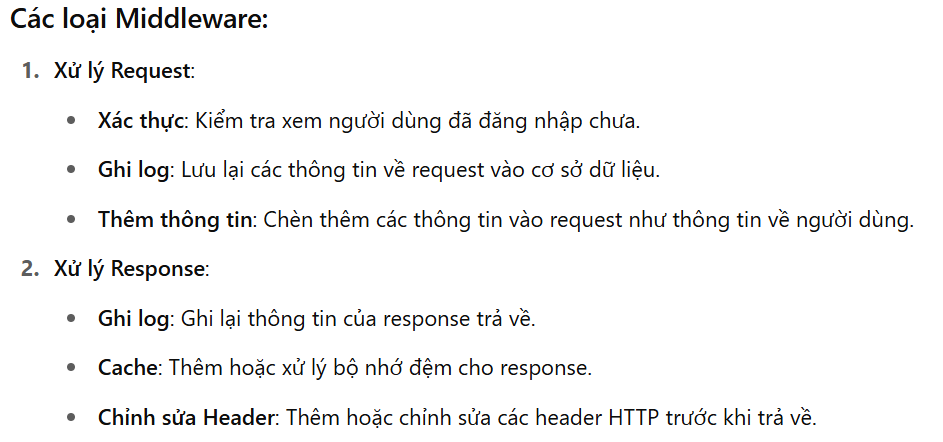 Các loại Middleware:
1. Xử lý Request:
• Xác thực: Kiểm tra xem người dùng đã đăng nhập chưa.
• Ghi log: Lưu lại các thông tin về request vào cơ sở dữ liệu.
• Thêm thông tin: Chèn thêm các thông tin vào request như thông tin về người dùng.
2. Xử lý Response:
• Ghi log: Ghi lại thông tin của response trả về.
• Cache: Thêm hoặc xử lý bộ nhớ đệm cho response.
• Chỉnh sửa Header: Thêm hoặc chỉnh sửa các header HTTP trước khi trả về.